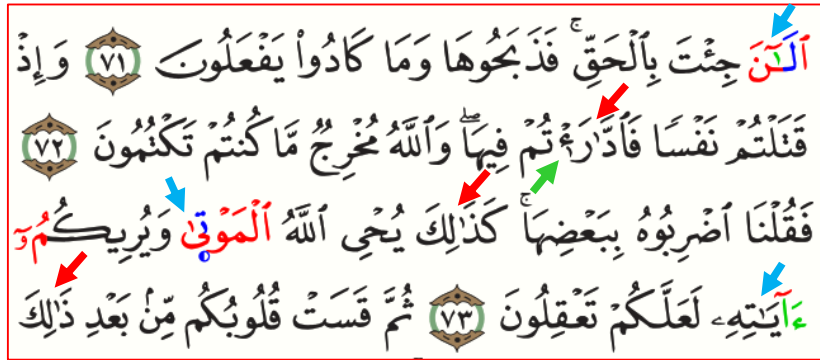 ٱلَٰٓنَ جِئۡتَ بِٱلۡحَقِّۚ فَذَبَحُوهَا وَمَا كَادُواْ يَفۡعَلُونَ ٧١ وَإِذۡ
قَتَلۡتُمۡ نَفۡسٗا فَٱدَّٰرَٰٔۡتُمۡ فِيهَاۖ وَٱللَّهُ مُخۡرِجٞ مَّا كُنتُمۡ تَكۡتُمُونَ ٧٢
فَقُلۡنَا ٱضۡرِبُوهُ بِبَعۡضِهَاۚ كَذَٰلِكَ يُحۡيِ ٱللَّهُ ٱلۡمَوۡتۭيٰ وَيُرِيكُمُۥٓ
ءَايَٰتِهِۦ لَعَلَّكُمۡ تَعۡقِلُونَ ٧٣ ثُمَّ قَسَتۡ قُلُوبُكُم مِّنۢ بَعۡدِ ذَٰلِكَ